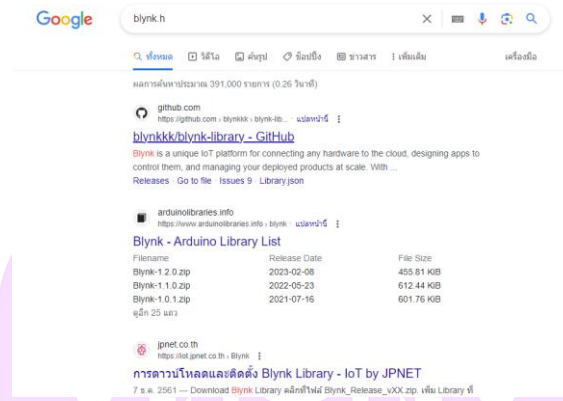 Google
blynk.h
ทั้งหมด วิดีโอ ค้นรูป ช็อปปิ้ง ข่าวสาร เพิ่มเติม เครื่องมือ
ผลการค้นหาประมาณ 391,000 รายการ (0.26 วินาที)
github.com
https://github.com › blynkkk › blynk-lib... · แปลหน้านี้
blynkkk/blynk-library - GitHub
Blynk is a unique IoT platform for connecting any hardware to the cloud, designing apps to
control them, and managing your deployed products at scale. With ...
Releases · Go to file · Issues 9 · Library.json
arduinolibraries.info
https://www.arduinolibraries.info › blynk · แปลหน้านี้
Blynk - Arduino Library List
Filename Release Date File Size
Blynk-1.2.0.zip 2023-02-08 455.81 KiB
Blynk-1.1.0.zip 2022-05-23 612.44 KiB
Blynk-1.0.1.zip 2021-07-16 601.76 KiB
ดูอีก 25 แถว
jpnet.co.th
https://iot.jpnet.co.th › Blynk
การดาวน์โหลดและติดตั้ง Blynk Library - IoT by JPNET
7 ธ.ค. 2561 — Download Blynk Library คลิกที่ไฟล์ Blynk_Release_vXX.zip. เพิ่ม Library ที่